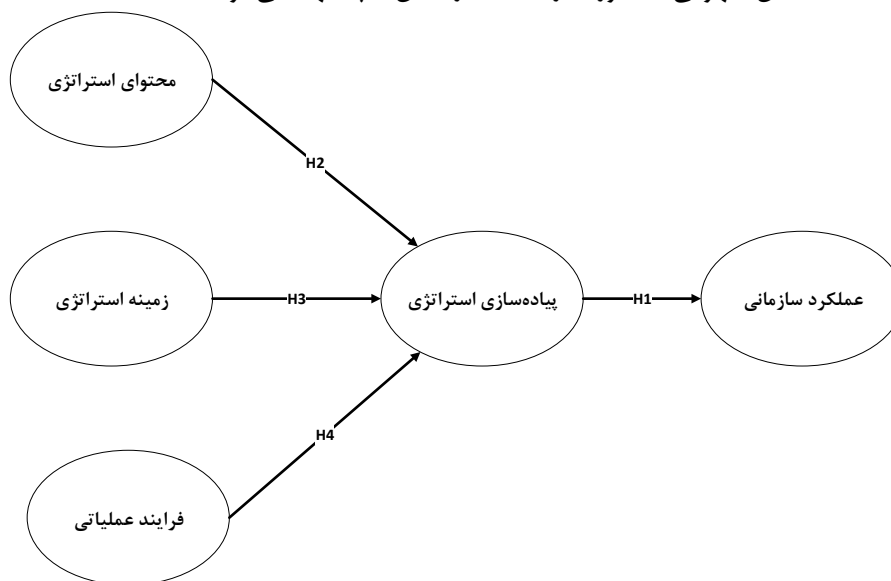 محتوای استراتژی
H2
زمینه استراتژی
H3
پیاده‌سازی استراتژی
H1
عملکرد سازمانی
H4
فرایند عملیاتی